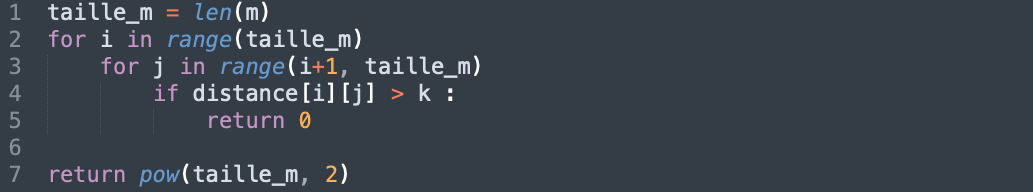 1 taille_m = len(m)
2 for i in range(taille_m)
3     for j in range(i+1, taille_m)
4         if distance[i][j] > k :
5             return 0
6
7 return pow(taille_m, 2)